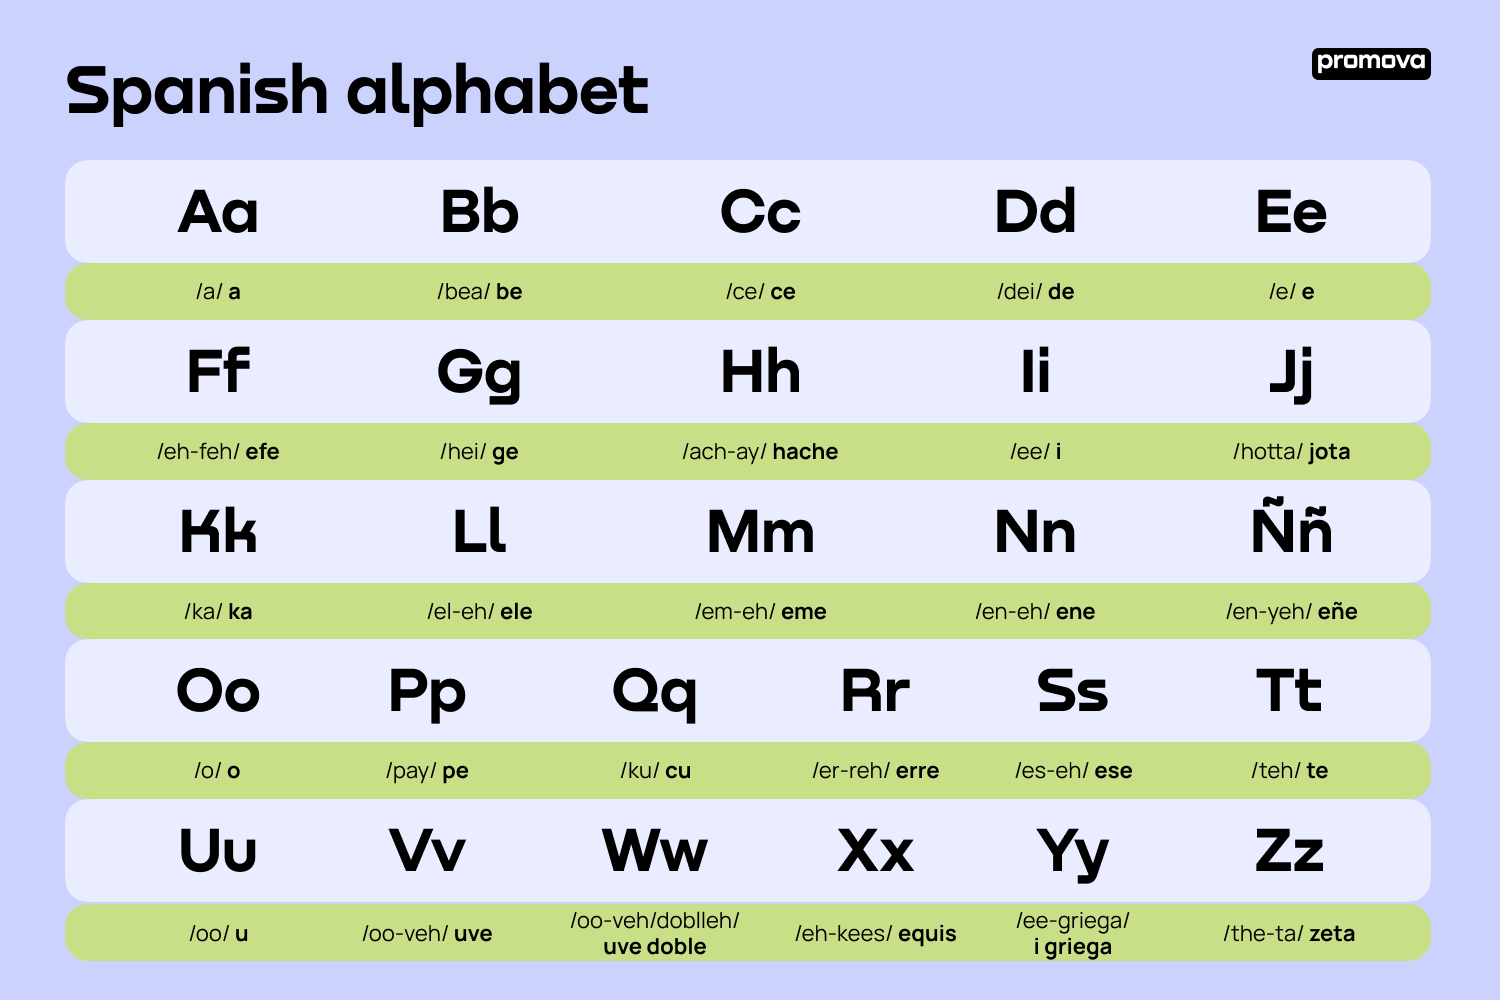 Spanish alphabet
promova
Aa Bb Cc Dd Ee
/a/ a /bea/ be /ce/ ce /dei/ de /e/ e
Ff Gg Hh Ii Jj
/eh-feh/ efe /hei/ ge /ach-ay/ hache /ee/ i /hotta/ jota
Kk Ll Mm Nn Ññ
/ka/ ka /el-eh/ ele /em-eh/ eme /en-eh/ ene /en-yeh/ eñe
Oo Pp Qq Rr Ss Tt
/o/ o /pay/ pe /ku/ cu /er-reh/ erre /es-eh/ ese /teh/ te
Uu Vv Ww Xx Yy Zz
/oo/ u /oo-veh/ uve /oo-veh/doblleh/ uve doble /eh-kees/ equis /ee-griega/ i griega /the-ta/ zeta